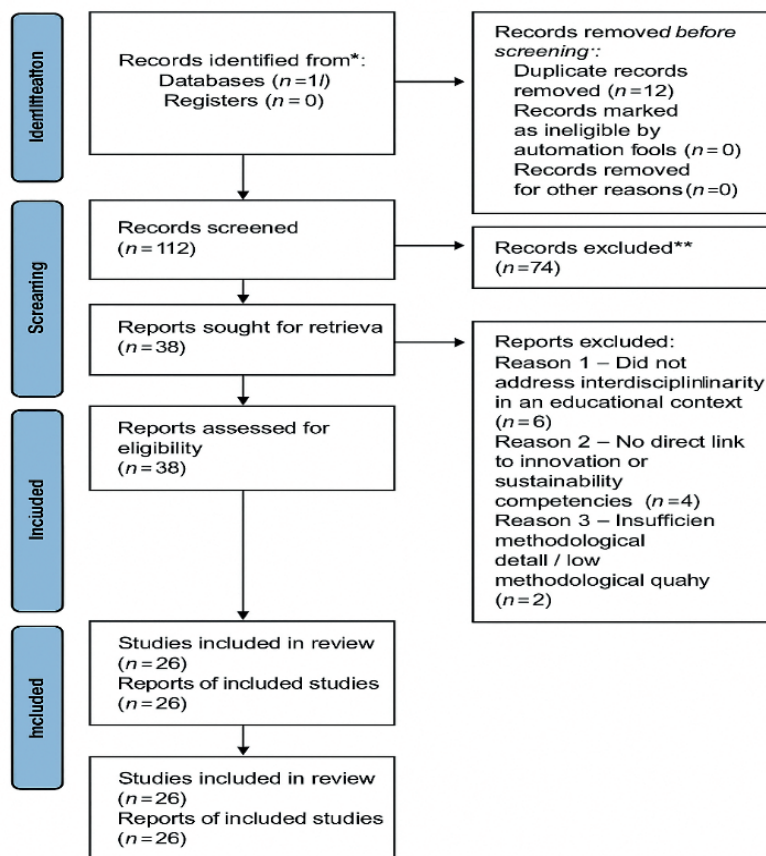 Identifteation
Records identified from*:
Databases (n=1l)
Registers (n = 0)
Records removed before
screening·:
Duplicate records
removed (n=12)
Records marked
as ineligible by
automation fools (n=0)
Records removed
for other reasons (n=0)
Screaning
Records screened
(n=112)
Records excluded**
(n=74)
Reports sought for retrieva
(n=38)
Reports excluded:
Reason 1 – Did not
address interdisciplinlinarity
in an educational context
(n=6)
Reason 2 – No direct link
to innovation or
sustainability
competencies (n=4)
Reason 3 – Insufficien
methodological
detall / low
methodological quahy
(n=2)
Inciuded
Reports assessed for
eligibility
(n=38)
Included
Studies included in review
(n=26)
Reports of included studies
(n=26)
Studies included in review
(n=26)
Reports of included studies
(n=26)